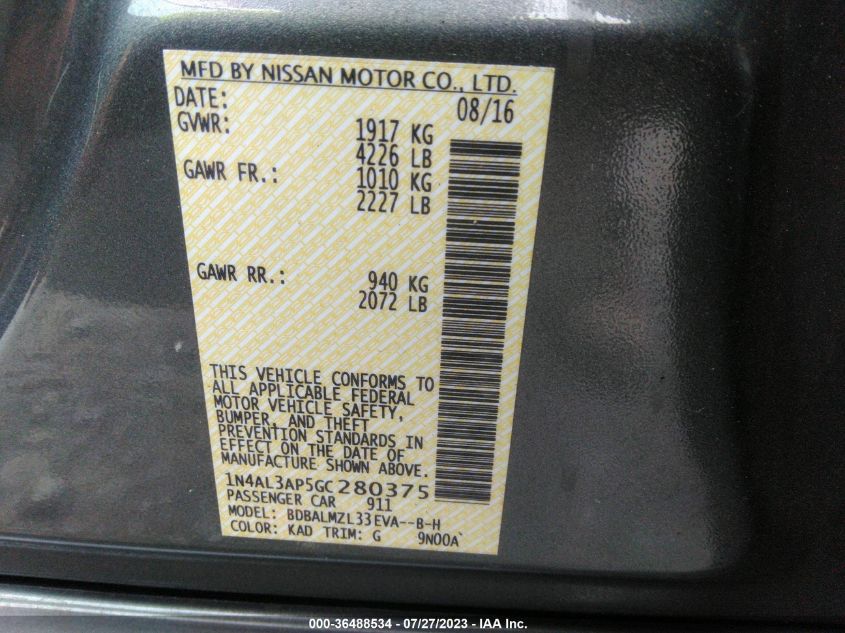 MFD BY NISSAN MOTOR CO., LTD.
DATE: 08/16
GVWR: 1917 KG
4226 LB
GAWR FR.: 1010 KG
2227 LB
GAWR RR.: 940 KG
2072 LB
THIS VEHICLE CONFORMS TO
ALL APPLICABLE FEDERAL
MOTOR VEHICLE SAFETY,
BUMPER, AND THEFT
PREVENTION STANDARDS IN
EFFECT ON THE DATE OF
MANUFACTURE SHOWN ABOVE.
1N4AL3AP5GC280375
PASSENGER CAR 911
MODEL: BDBALMZL33EVA--B-H
COLOR: KAD TRIM: G 9N00A
000-36488534 - 07/27/2023 - IAA Inc.